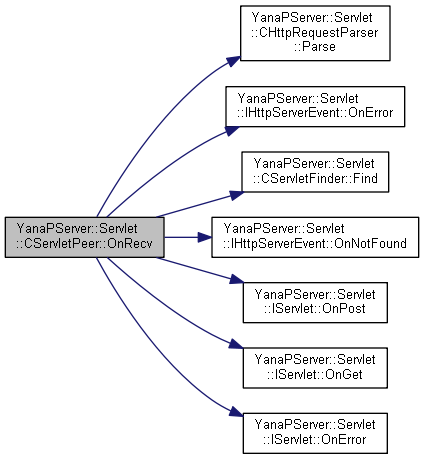 YanaPServer::Servlet
::CHttpRequestParser
::Parse
YanaPServer::Servlet
::IHttpServerEvent::OnError
YanaPServer::Servlet
::CServletFinder::Find
YanaPServer::Servlet
::CServletPeer::OnRecv
YanaPServer::Servlet
::IHttpServerEvent::OnNotFound
YanaPServer::Servlet
::IServlet::OnPost
YanaPServer::Servlet
::IServlet::OnGet
YanaPServer::Servlet
::IServlet::OnError